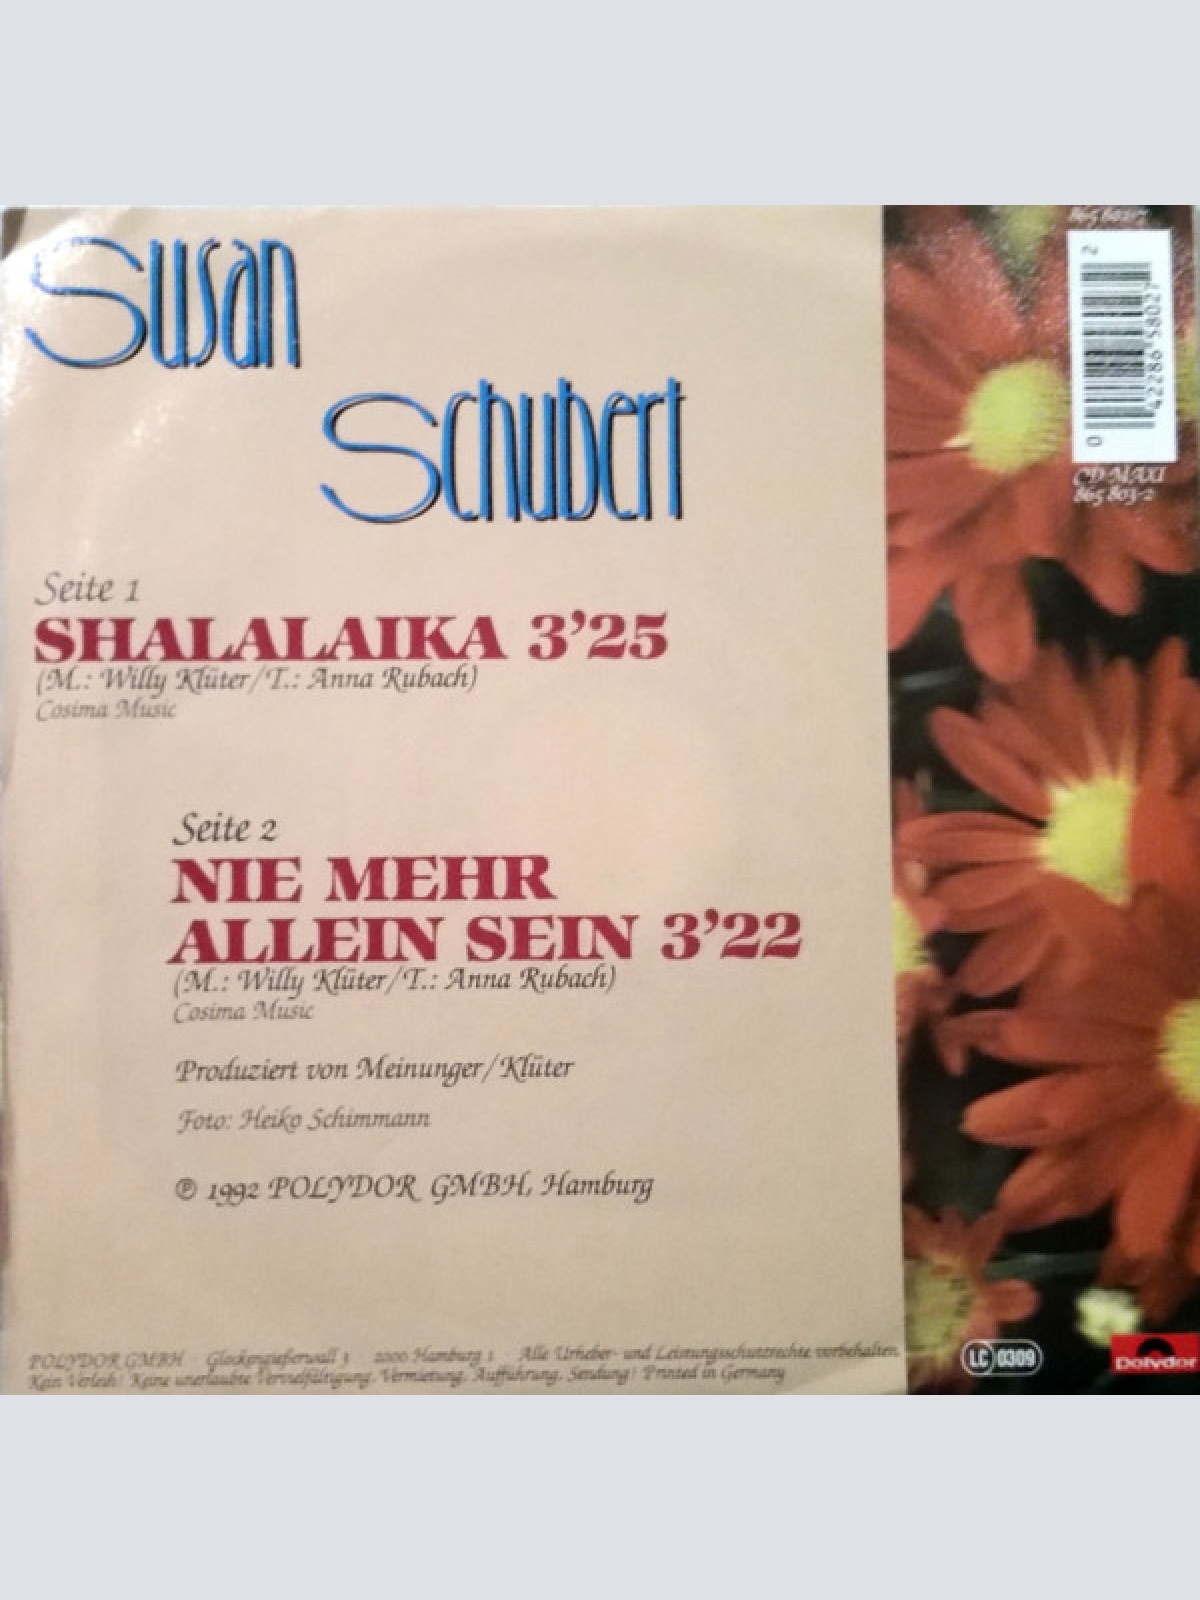 Susan
Schubert
Seite 1
SHALALAIKA 3'25
(M.: Willy Klüter/T.: Anna Rubach)
Cosima Music
Seite 2
NIE MEHR
ALLEIN SEIN 3'22
(M.: Willy Klüter/T.: Anna Rubach)
Cosima Music
Produziert von Meinunger/Klüter
Foto: Heiko Schimmann
℗ 1992 POLYDOR GMBH, Hamburg
POLYDOR GMBH · Glockengießerwall 3 · 2000 Hamburg 1 · Alle Urheber- und Leistungsschutzrechte vorbehalten.
Kein Verleih! Keine unerlaubte Vervielfältigung, Vermietung, Aufführung, Sendung! Printed in Germany
865 802-7
0 42286 58027 2
CD-MAXI
865 803-2
LC 0309
Polydor